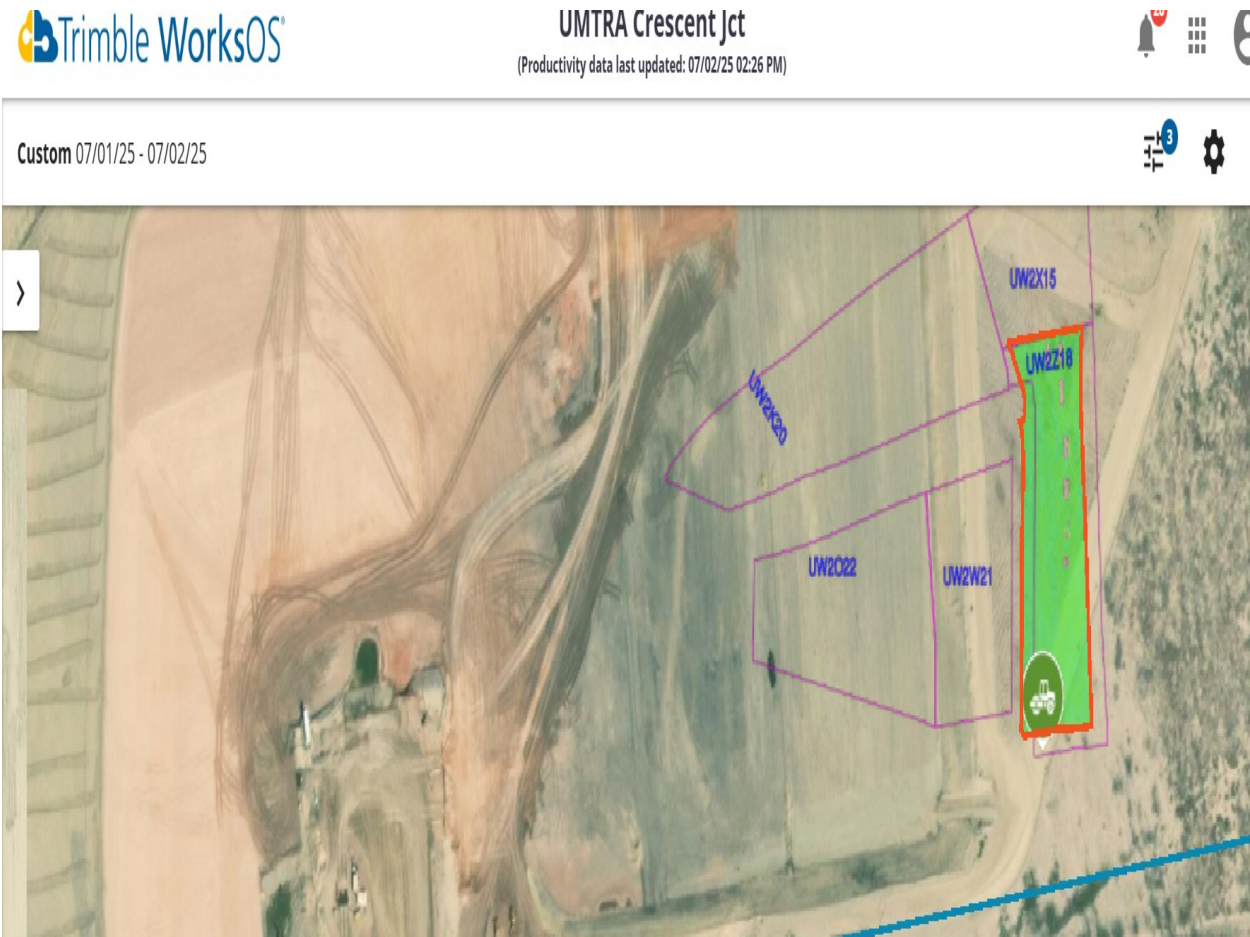 Trimble WorksOS
UMTRA Crescent Jct
(Productivity data last updated: 07/02/25 02:26 PM)
Custom 07/01/25 - 07/02/25
3
UW2X15
UW2Z18
UW2K20
UW2O22
UW2W21